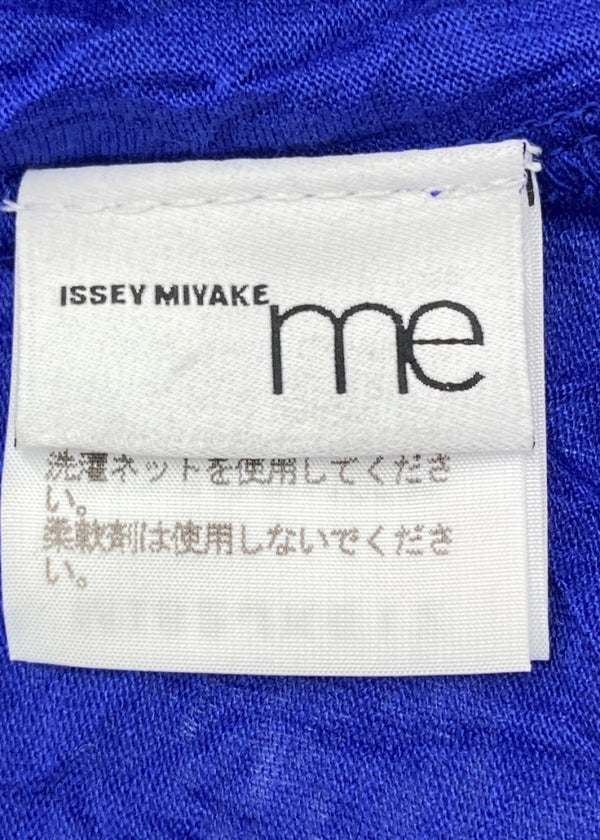 ISSEY MIYAKE
me
洗濯ネットを使用してくださ
い。
柔軟剤は使用しないでくださ
い。